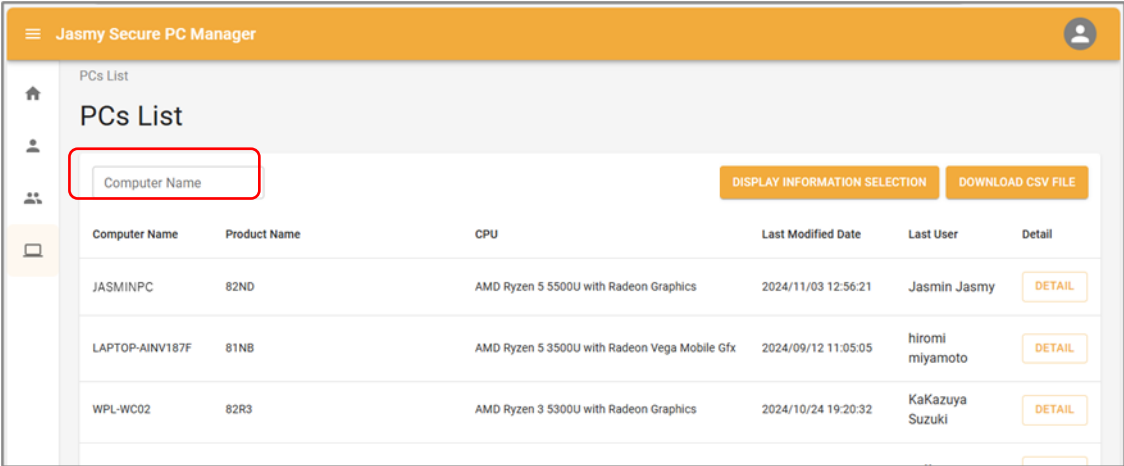 Jasmy Secure PC Manager
PCs List
PCs List
Computer Name
DISPLAY INFORMATION SELECTION
DOWNLOAD CSV FILE
Computer Name Product Name CPU Last Modified Date Last User Detail
JASMINPC 82ND AMD Ryzen 5 5500U with Radeon Graphics 2024/11/03 12:56:21 Jasmin Jasmy DETAIL
LAPTOP-AINV187F 81NB AMD Ryzen 5 3500U with Radeon Vega Mobile Gfx 2024/09/12 11:05:05 hiromi
miyamoto DETAIL
WPL-WC02 82R3 AMD Ryzen 3 5300U with Radeon Graphics 2024/10/24 19:20:32 KaKazuya
Suzuki DETAIL